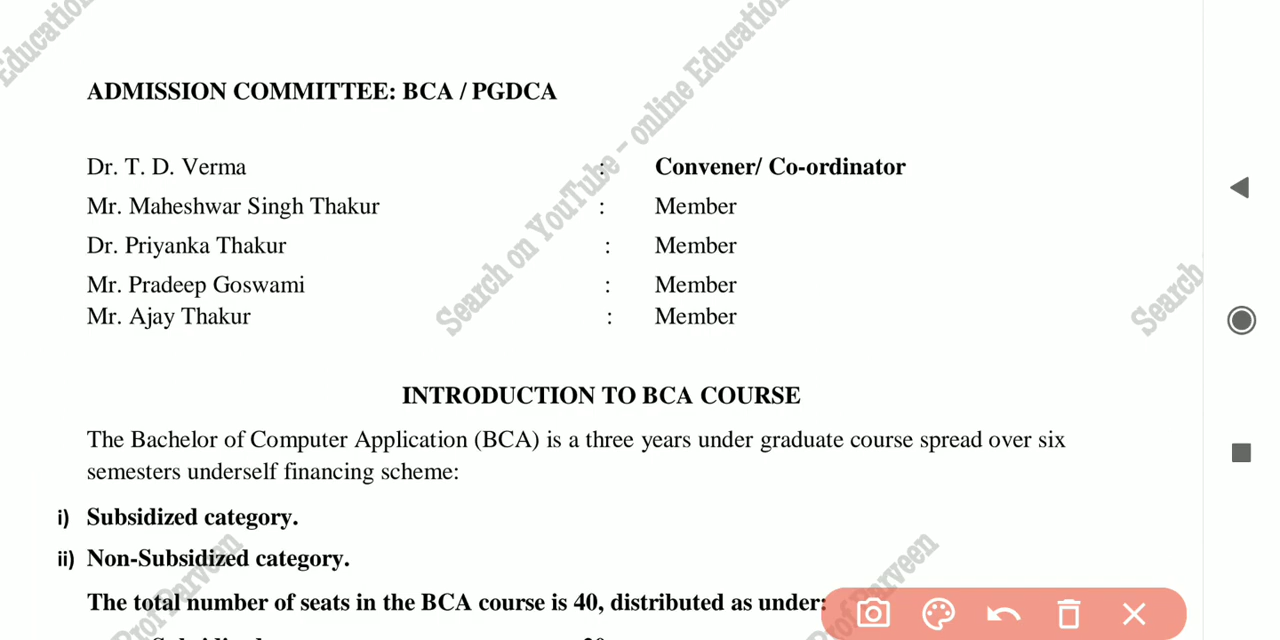 ADMISSION COMMITTEE: BCA / PGDCA
Dr. T. D. Verma : Convener/ Co-ordinator
Mr. Maheshwar Singh Thakur : Member
Dr. Priyanka Thakur : Member
Mr. Pradeep Goswami : Member
Mr. Ajay Thakur : Member
INTRODUCTION TO BCA COURSE
The Bachelor of Computer Application (BCA) is a three years under graduate course spread over six
semesters underself financing scheme:
i) Subsidized category.
ii) Non-Subsidized category.
The total number of seats in the BCA course is 40, distributed as under:
Education
Search on YouTube - online Education
Search
Prof Parveen
Prof Parveen